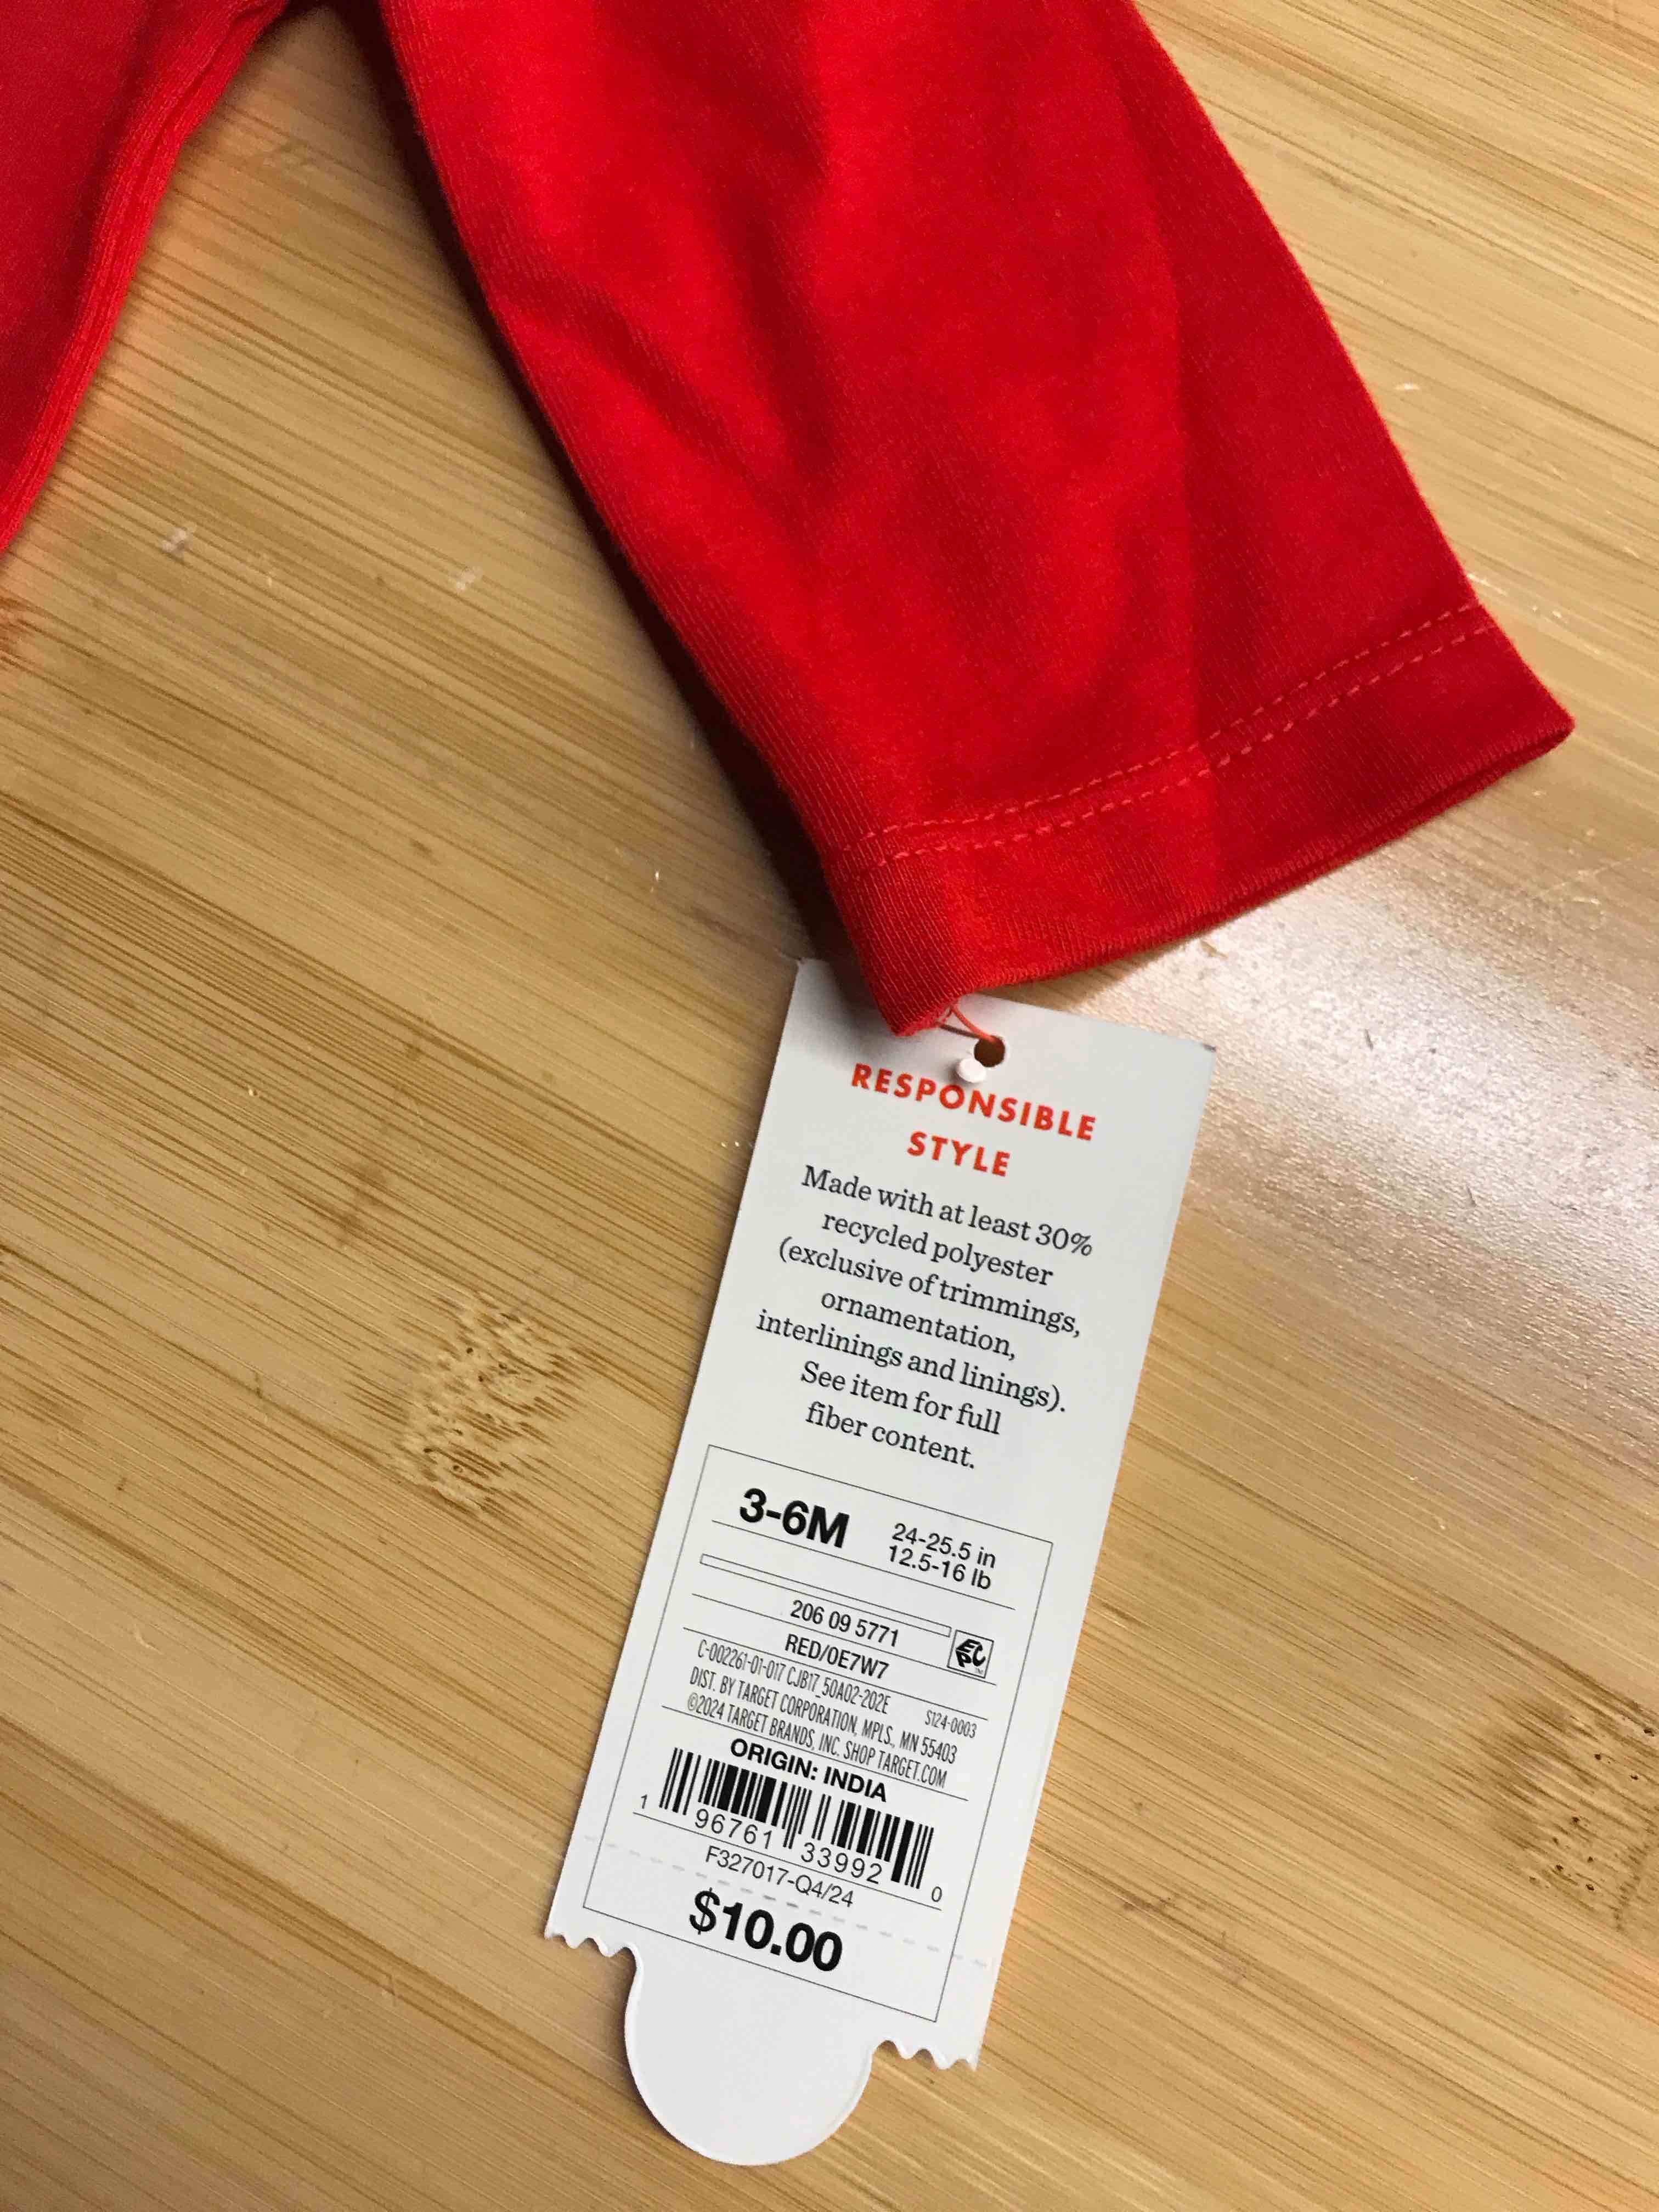 RESPONSIBLE
STYLE
Made with at least 30%
recycled polyester
(exclusive of trimmings,
ornamentation,
interlinings and linings).
See item for full
fiber content.
3-6M
24-25.5 in
12.5-16 lb
206 09 5771
EPC™
RED/0E7W7
C-002261-01-017 CJB17_50A02-202E S124-0003
DIST. BY TARGET CORPORATION, MPLS., MN 55403
©2024 TARGET BRANDS, INC. SHOP TARGET.COM
ORIGIN: INDIA
1 96761 33992 0
F327017-Q4/24
$10.00